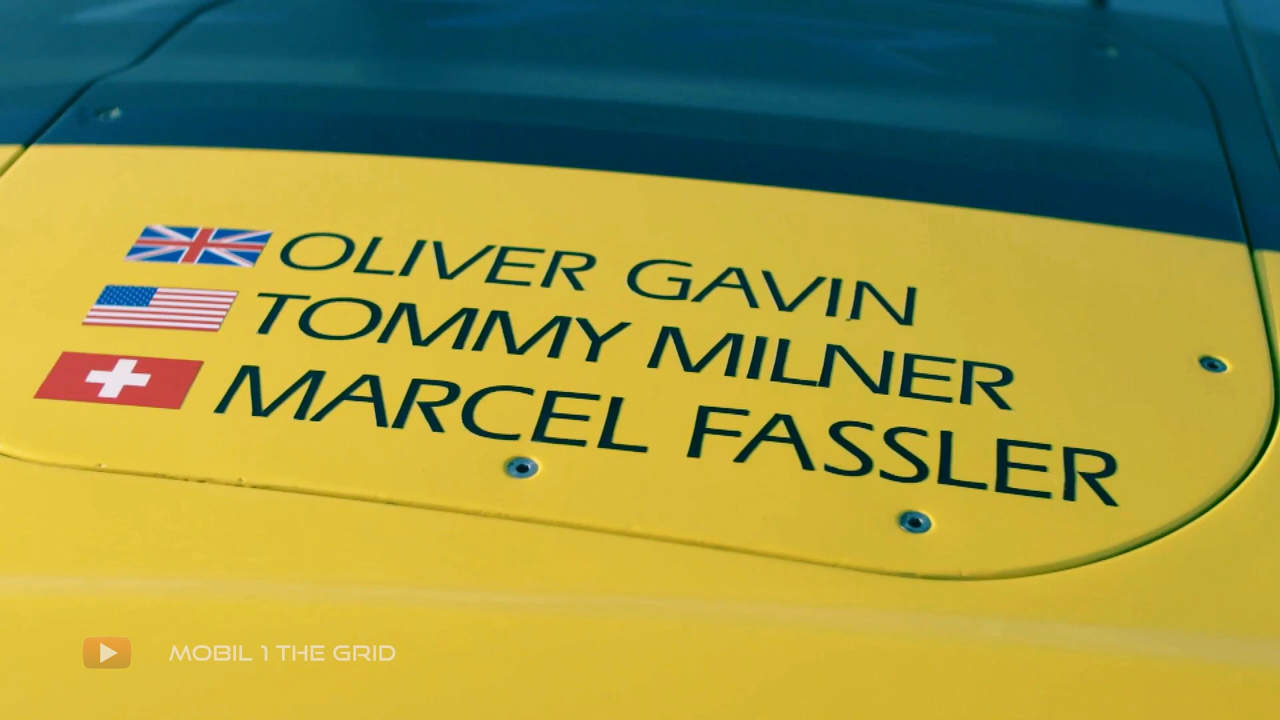 OLIVER GAVIN
TOMMY MILNER
MARCEL FASSLER
MOBIL 1 THE GRID